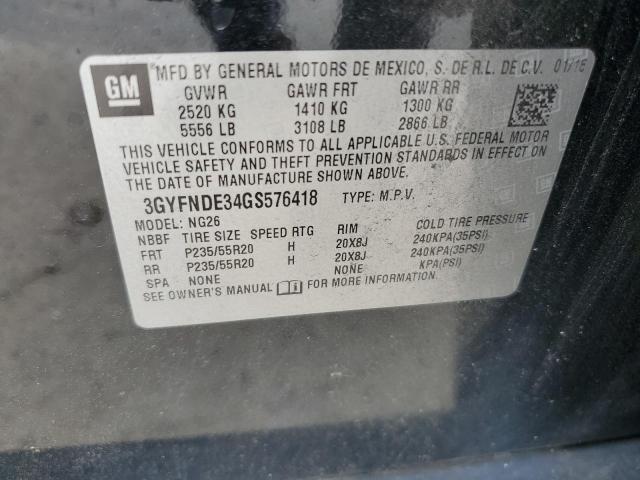 GM
MFD BY GENERAL MOTORS DE MEXICO, S. DE R.L. DE C.V. 01/16
GVWR GAWR FRT GAWR RR
2520 KG 1410 KG 1300 KG
5556 LB 3108 LB 2866 LB
THIS VEHICLE CONFORMS TO ALL APPLICABLE U.S. FEDERAL MOTOR
VEHICLE SAFETY AND THEFT PREVENTION STANDARDS IN EFFECT ON
THE DATE OF MANUFACTURE SHOWN ABOVE.
3GYFNDE34GS576418 TYPE: M.P.V.
MODEL: NG26
NBBF TIRE SIZE SPEED RTG RIM COLD TIRE PRESSURE
FRT P235/55R20 H 20X8J 240KPA(35PSI)
RR P235/55R20 H 20X8J 240KPA(35PSI)
SPA NONE NONE KPA(PSI)
SEE OWNER'S MANUAL FOR MORE INFORMATION.